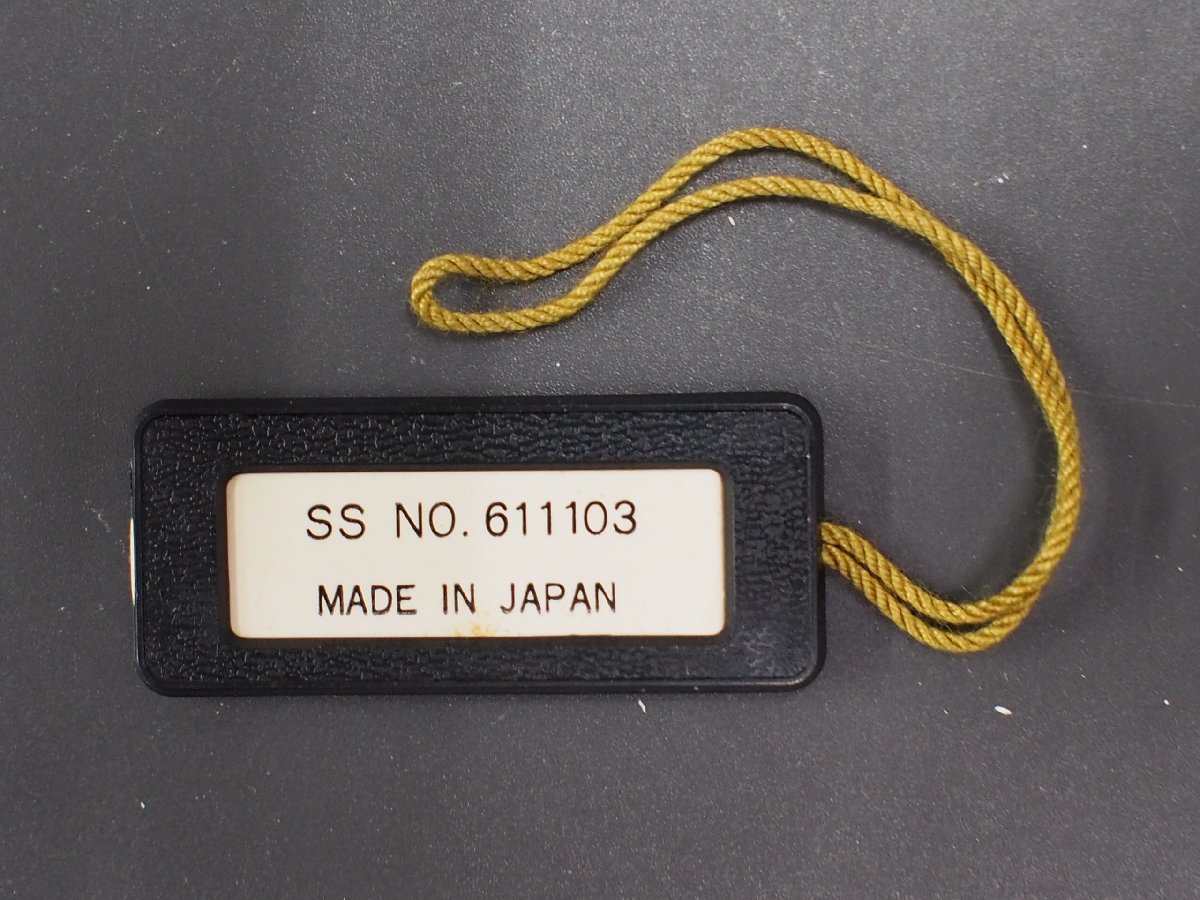 SS NO. 611103
MADE IN JAPAN